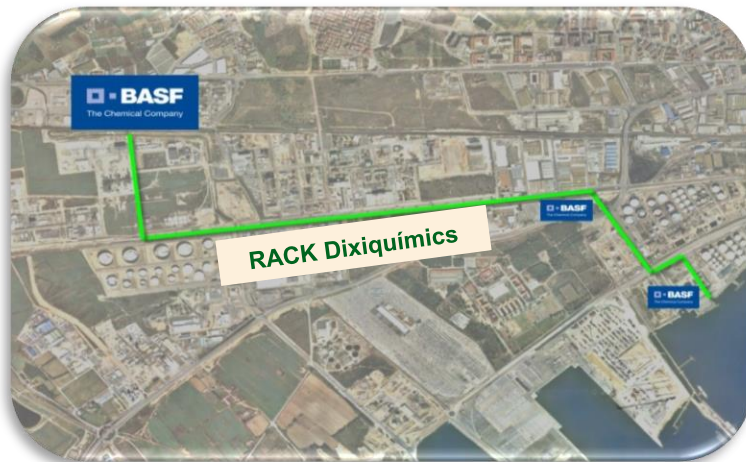 BASF
The Chemical Company
RACK Dixiquímics
BASF
The Chemical Company
BASF
The Chemical Company